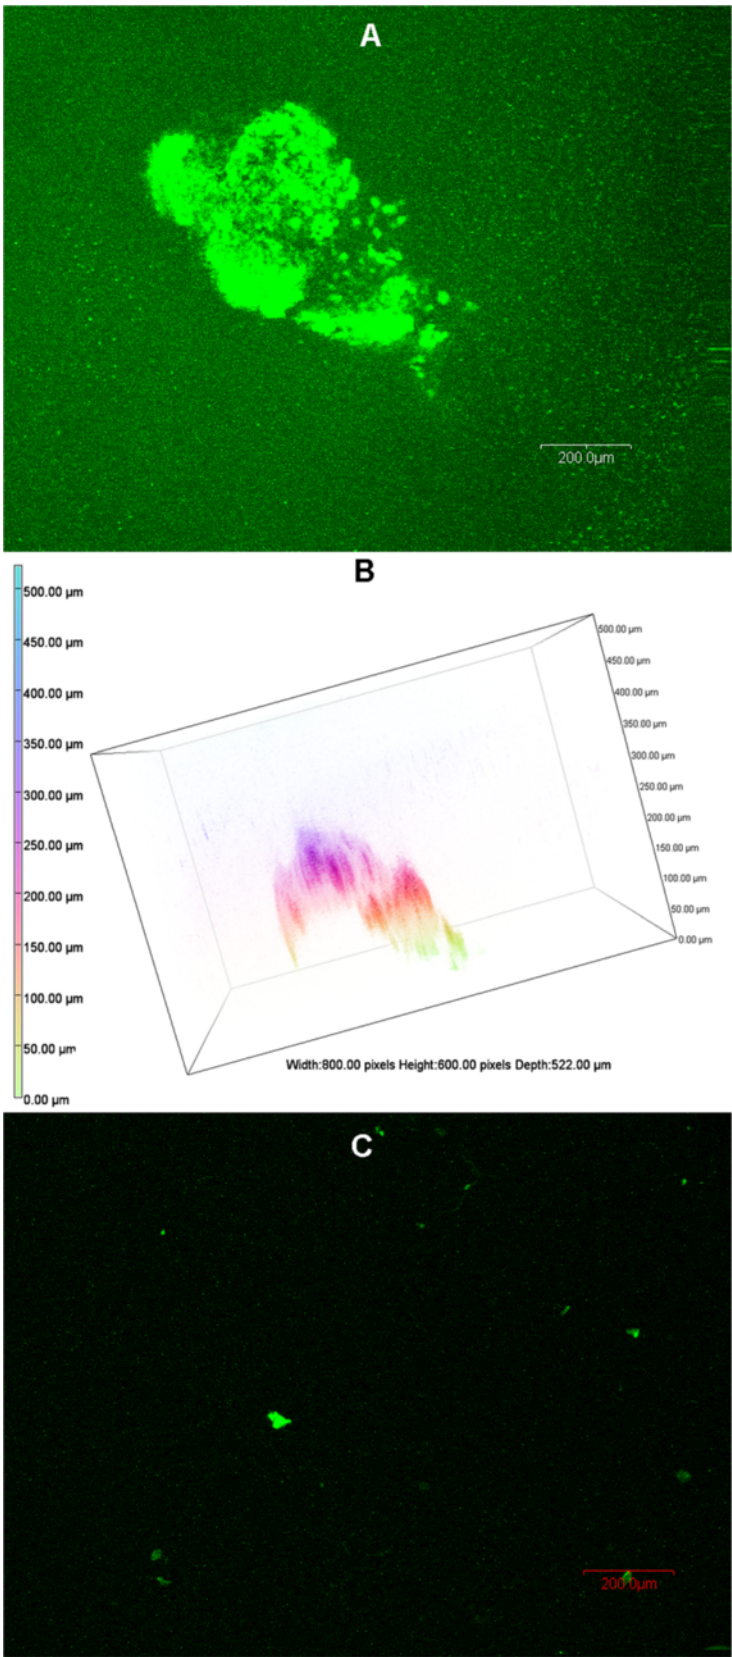 A
200.0µm
B
500.00 µm
450.00 µm
400.00 µm
350.00 µm
300.00 µm
250.00 µm
200.00 µm
150.00 µm
100.00 µm
50.00 µm
0.00 µm
500.00 µm
450.00 µm
400.00 µm
350.00 µm
300.00 µm
250.00 µm
200.00 µm
150.00 µm
100.00 µm
50.00 µm
0.00 µm
Width:800.00 pixels Height:600.00 pixels Depth:522.00 µm
C
200.0µm